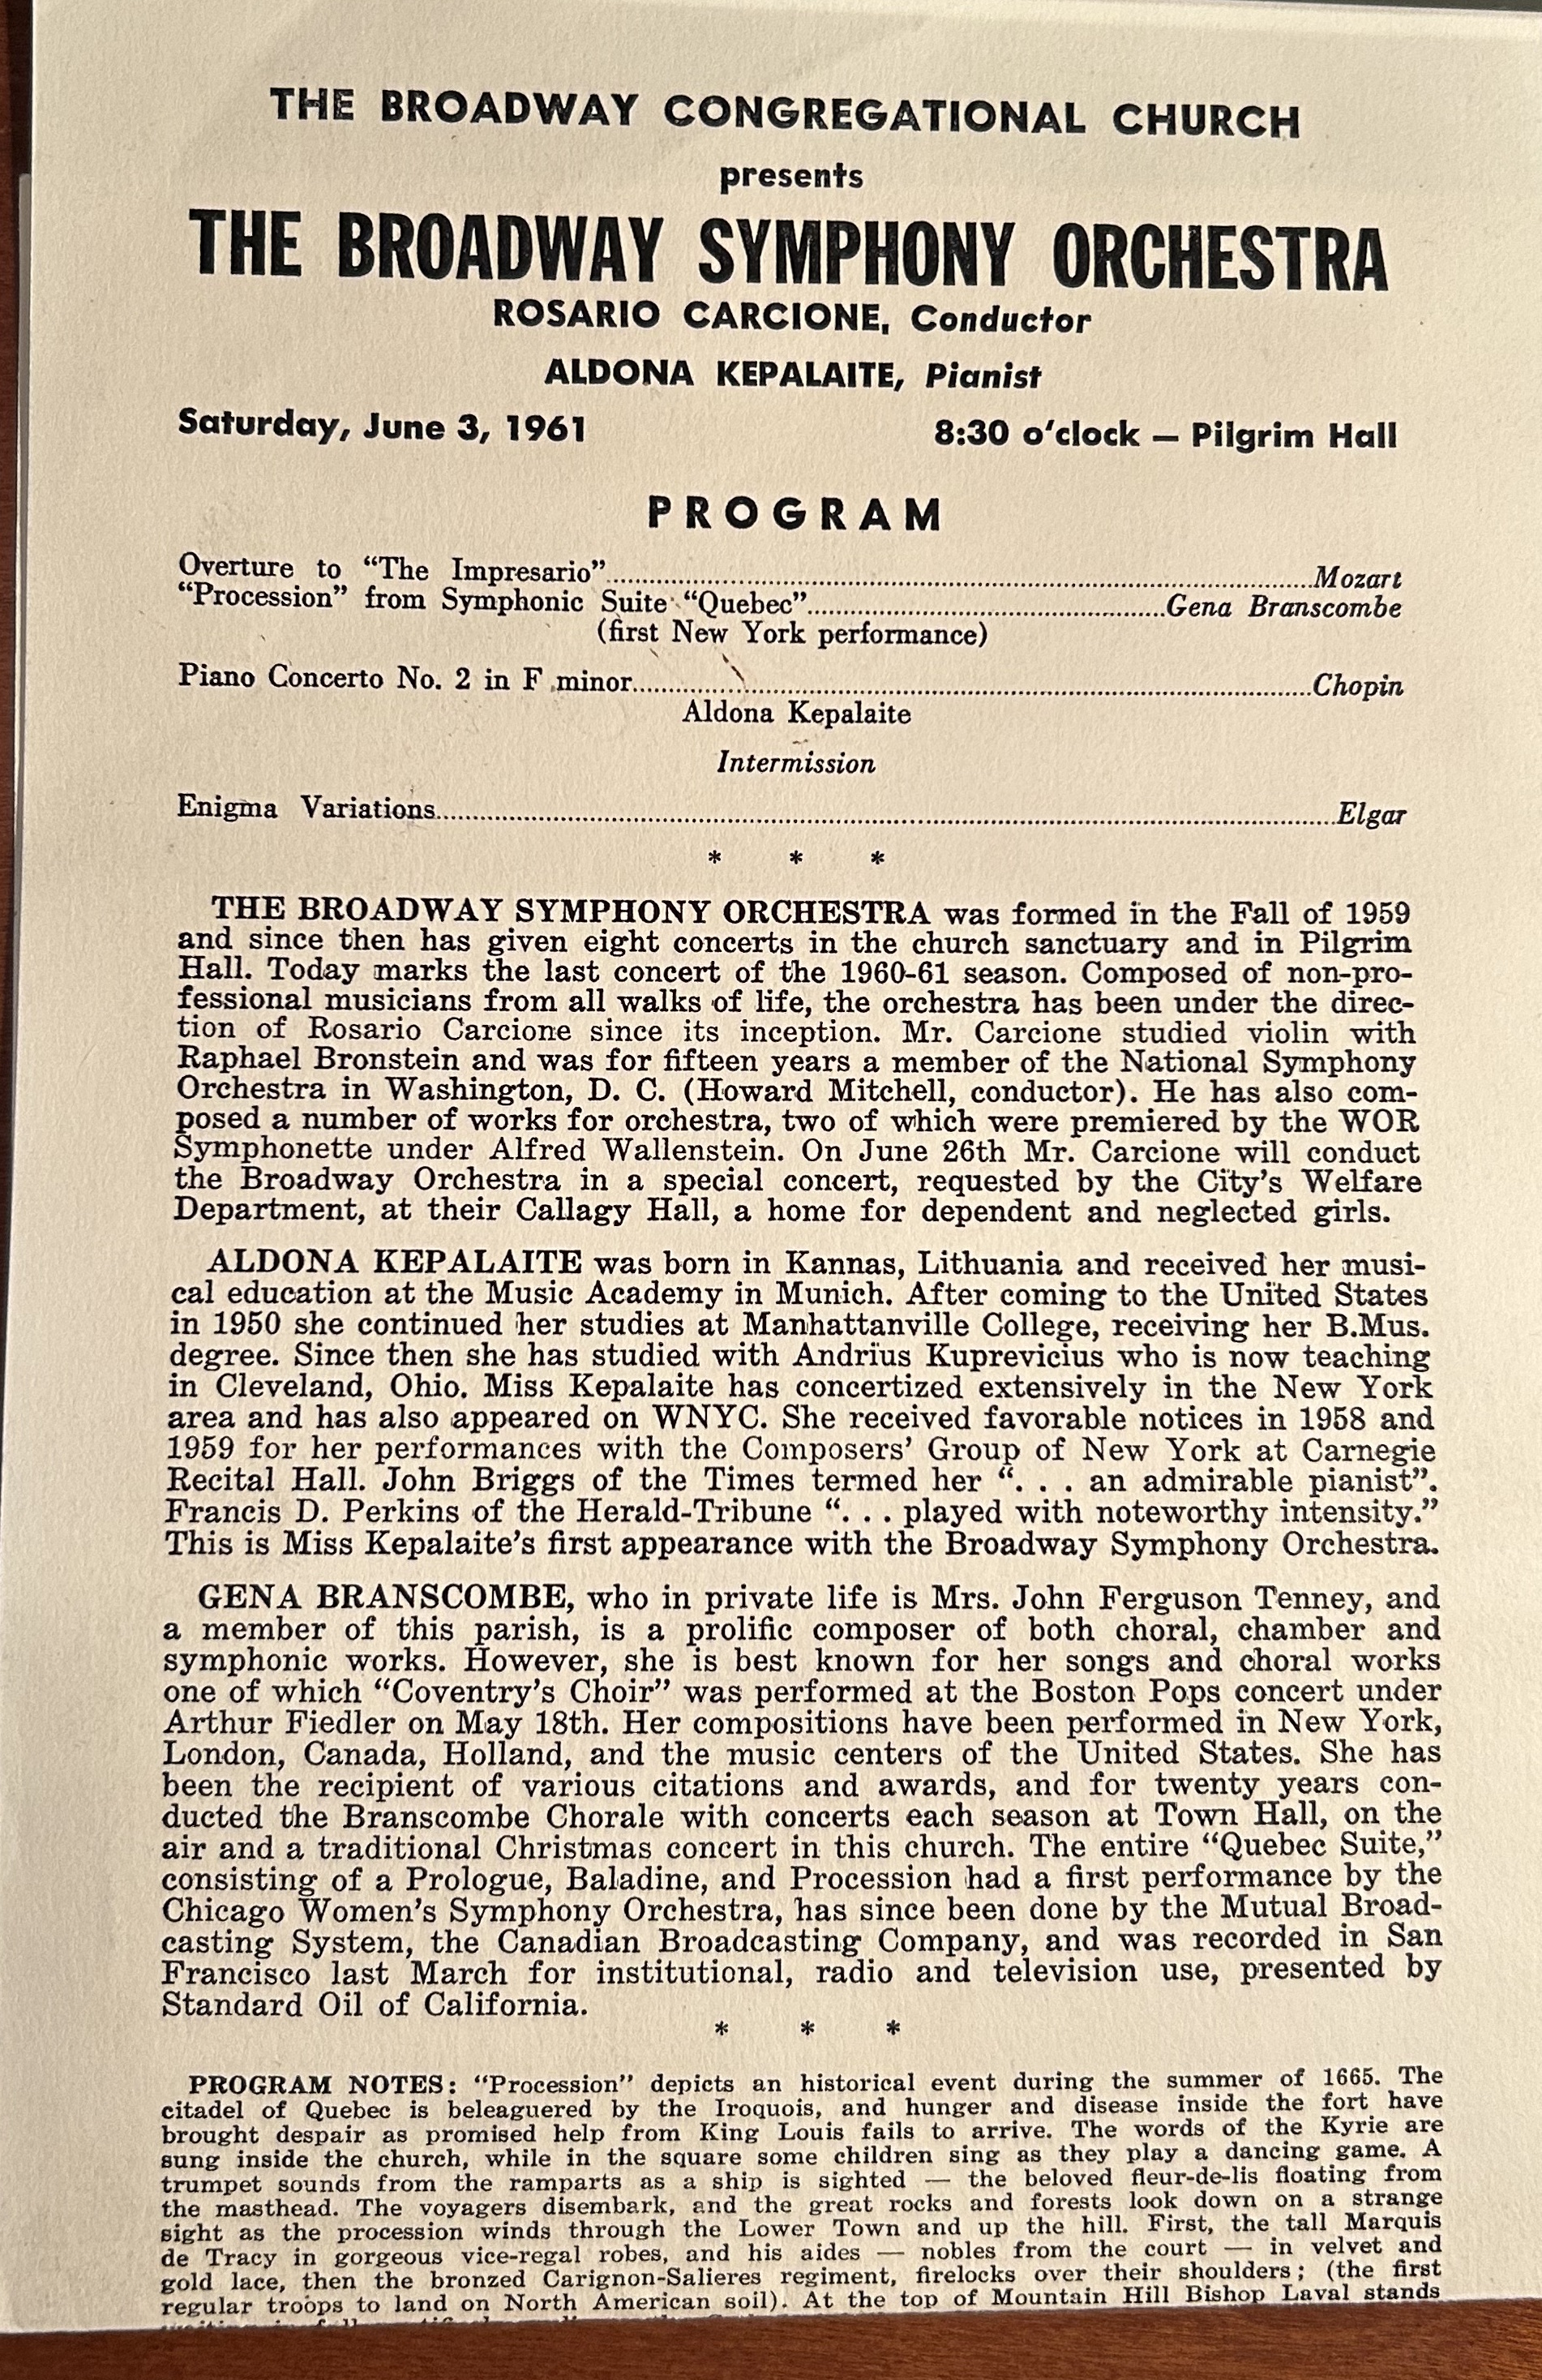 THE BROADWAY CONGREGATIONAL CHURCH
presents
THE BROADWAY SYMPHONY ORCHESTRA
ROSARIO CARCIONE, Conductor
ALDONA KEPALAITE, Pianist
Saturday, June 3, 1961 8:30 o'clock — Pilgrim Hall
PROGRAM
Overture to “The Impresario”..........Mozart
“Procession” from Symphonic Suite “Quebec”..........Gena Branscombe
(first New York performance)
Piano Concerto No. 2 in F minor..........Chopin
Aldona Kepalaite
Intermission
Enigma Variations..........Elgar
* * *
THE BROADWAY SYMPHONY ORCHESTRA was formed in the Fall of 1959
and since then has given eight concerts in the church sanctuary and in Pilgrim
Hall. Today marks the last concert of the 1960-61 season. Composed of non-pro-
fessional musicians from all walks of life, the orchestra has been under the direc-
tion of Rosario Carcione since its inception. Mr. Carcione studied violin with
Raphael Bronstein and was for fifteen years a member of the National Symphony
Orchestra in Washington, D. C. (Howard Mitchell, conductor). He has also com-
posed a number of works for orchestra, two of which were premiered by the WOR
Symphonette under Alfred Wallenstein. On June 26th Mr. Carcione will conduct
the Broadway Orchestra in a special concert, requested by the City's Welfare
Department, at their Callagy Hall, a home for dependent and neglected girls.
ALDONA KEPALAITE was born in Kannas, Lithuania and received her musi-
cal education at the Music Academy in Munich. After coming to the United States
in 1950 she continued her studies at Manhattanville College, receiving her B.Mus.
degree. Since then she has studied with Andrius Kuprevicius who is now teaching
in Cleveland, Ohio. Miss Kepalaite has concertized extensively in the New York
area and has also appeared on WNYC. She received favorable notices in 1958 and
1959 for her performances with the Composers' Group of New York at Carnegie
Recital Hall. John Briggs of the Times termed her “. . . an admirable pianist”.
Francis D. Perkins of the Herald-Tribune “. . . played with noteworthy intensity.”
This is Miss Kepalaite's first appearance with the Broadway Symphony Orchestra.
GENA BRANSCOMBE, who in private life is Mrs. John Ferguson Tenney, and
a member of this parish, is a prolific composer of both choral, chamber and
symphonic works. However, she is best known for her songs and choral works
one of which “Coventry's Choir” was performed at the Boston Pops concert under
Arthur Fiedler on May 18th. Her compositions have been performed in New York,
London, Canada, Holland, and the music centers of the United States. She has
been the recipient of various citations and awards, and for twenty years con-
ducted the Branscombe Chorale with concerts each season at Town Hall, on the
air and a traditional Christmas concert in this church. The entire “Quebec Suite,”
consisting of a Prologue, Baladine, and Procession had a first performance by the
Chicago Women's Symphony Orchestra, has since been done by the Mutual Broad-
casting System, the Canadian Broadcasting Company, and was recorded in San
Francisco last March for institutional, radio and television use, presented by
Standard Oil of California.
* * *
PROGRAM NOTES: “Procession” depicts an historical event during the summer of 1665. The
citadel of Quebec is beleaguered by the Iroquois, and hunger and disease inside the fort have
brought despair as promised help from King Louis fails to arrive. The words of the Kyrie are
sung inside the church, while in the square some children sing as they play a dancing game. A
trumpet sounds from the ramparts as a ship is sighted — the beloved fleur-de-lis floating from
the masthead. The voyagers disembark, and the great rocks and forests look down on a strange
sight as the procession winds through the Lower Town and up the hill. First, the tall Marquis
de Tracy in gorgeous vice-regal robes, and his aides — nobles from the court — in velvet and
gold lace, then the bronzed Carignon-Salieres regiment, firelocks over their shoulders; (the first
regular troops to land on North American soil). At the top of Mountain Hill Bishop Laval stands